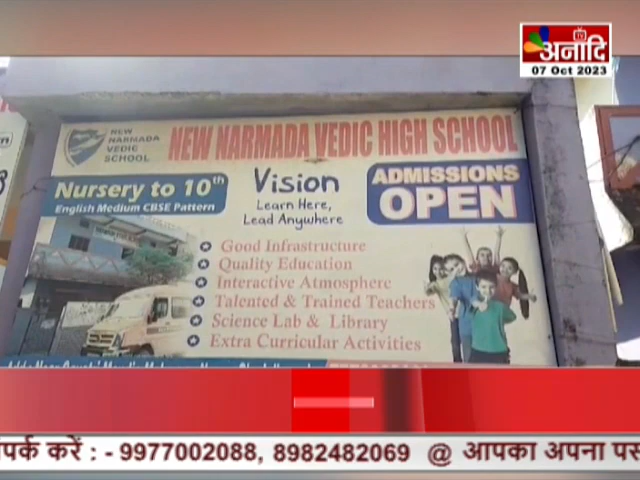 अनादि
TV
07 Oct 2023
NEW
NARMADA
VEDIC
SCHOOL
NEW NARMADA VEDIC HIGH SCHOOL
Nursery to 10th
English Medium CBSE Pattern
Vision
Learn Here,
Lead Anywhere
ADMISSIONS
OPEN
Good Infrastructure
Quality Education
Interactive Atmosphere
Talented & Trained Teachers
Science Lab & Library
Extra Curricular Activities
र्क करें : - 9977002088, 8982482069 @ आपका अपना